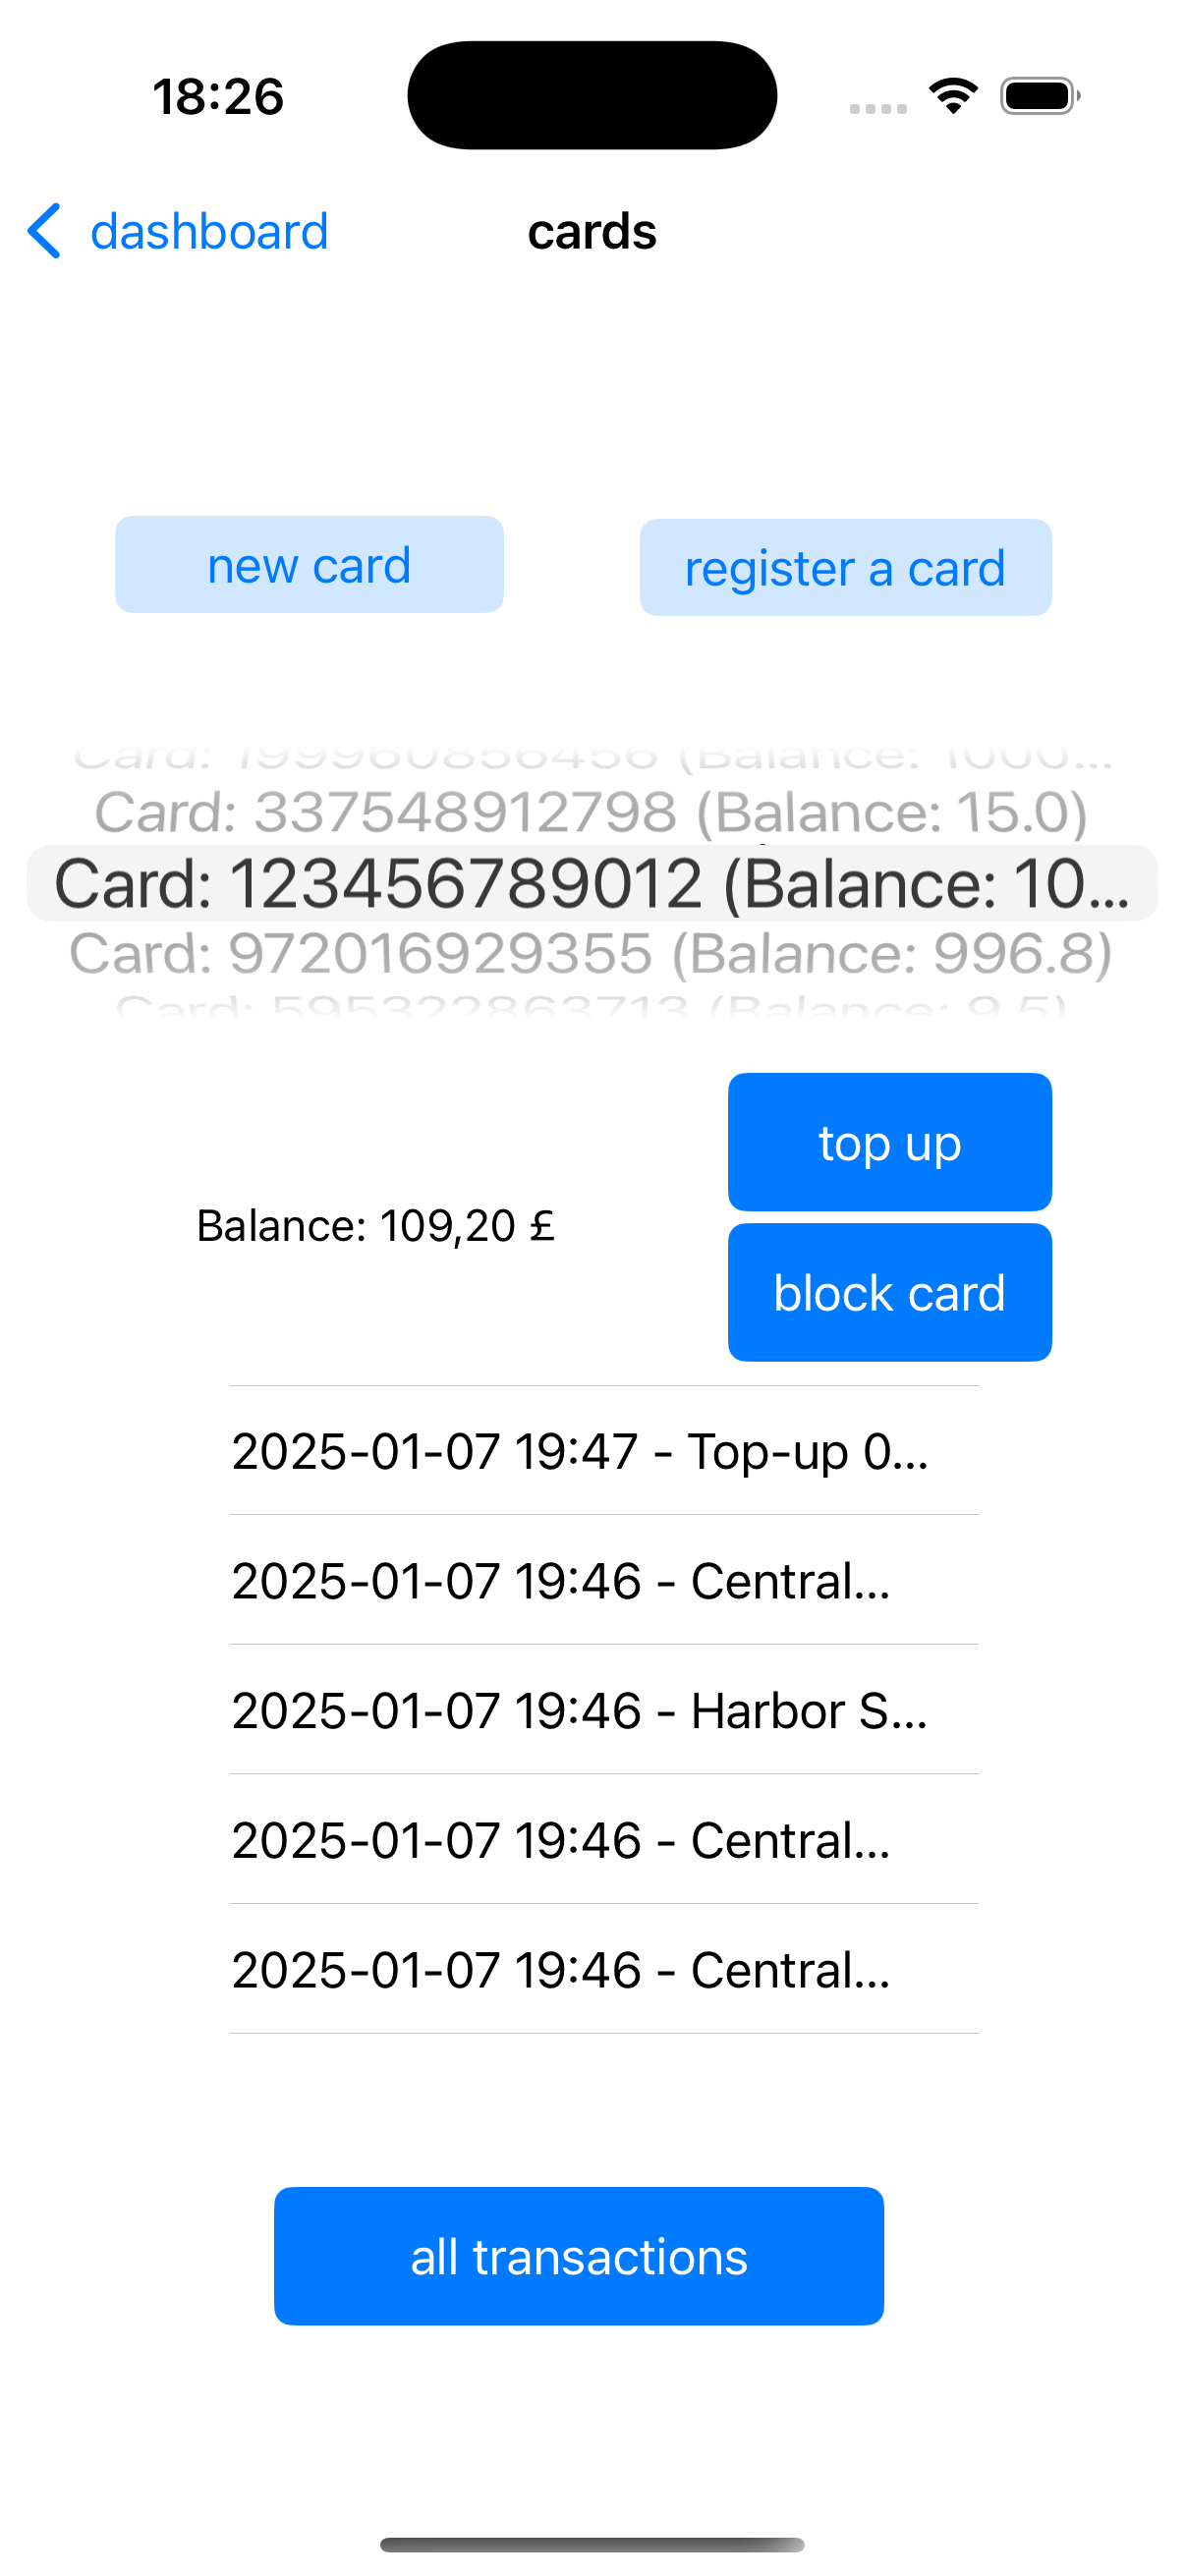 18:26
dashboard
cards
new card
register a card
Card: 199960856456 (Balance: 1000...
Card: 337548912798 (Balance: 15.0)
Card: 123456789012 (Balance: 10...
Card: 972016929355 (Balance: 996.8)
Card: 595322863713 (Balance: 9.5)
top up
Balance: 109,20 £
block card
2025-01-07 19:47 - Top-up 0...
2025-01-07 19:46 - Central...
2025-01-07 19:46 - Harbor S...
2025-01-07 19:46 - Central...
2025-01-07 19:46 - Central...
all transactions